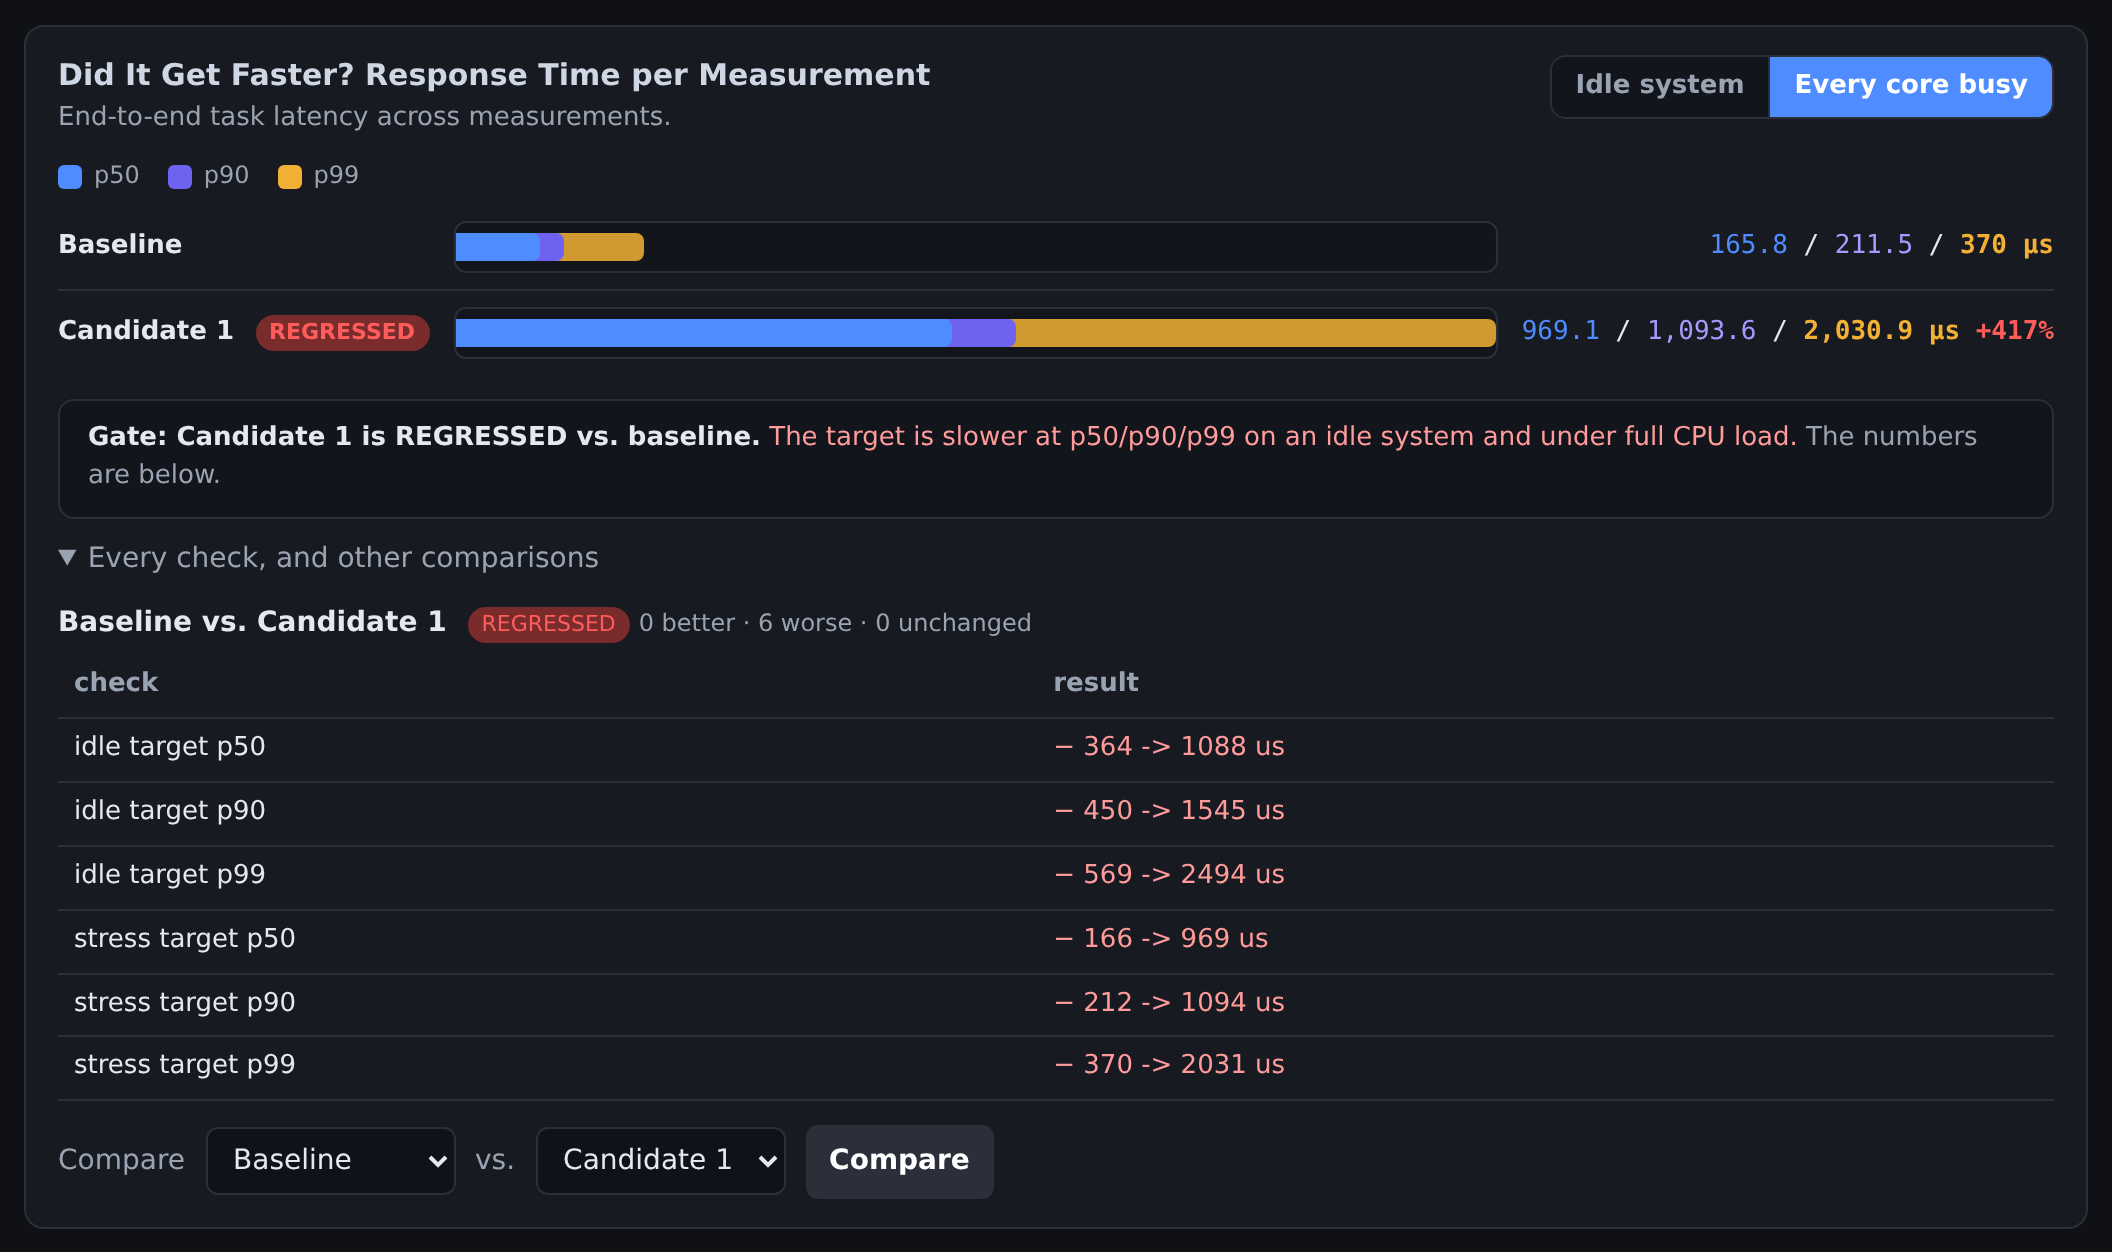 Did It Get Faster? Response Time per Measurement
Idle system
Every core busy
End-to-end task latency across measurements.
p50 p90 p99
Baseline 165.8 / 211.5 / 370 µs
Candidate 1 REGRESSED 969.1 / 1,093.6 / 2,030.9 µs +417%
Gate: Candidate 1 is REGRESSED vs. baseline. The target is slower at p50/p90/p99 on an idle system and under full CPU load. The numbers
are below.
▼ Every check, and other comparisons
Baseline vs. Candidate 1 REGRESSED 0 better · 6 worse · 0 unchanged
check result
idle target p50 − 364 -> 1088 us
idle target p90 − 450 -> 1545 us
idle target p99 − 569 -> 2494 us
stress target p50 − 166 -> 969 us
stress target p90 − 212 -> 1094 us
stress target p99 − 370 -> 2031 us
Compare Baseline vs. Candidate 1 Compare